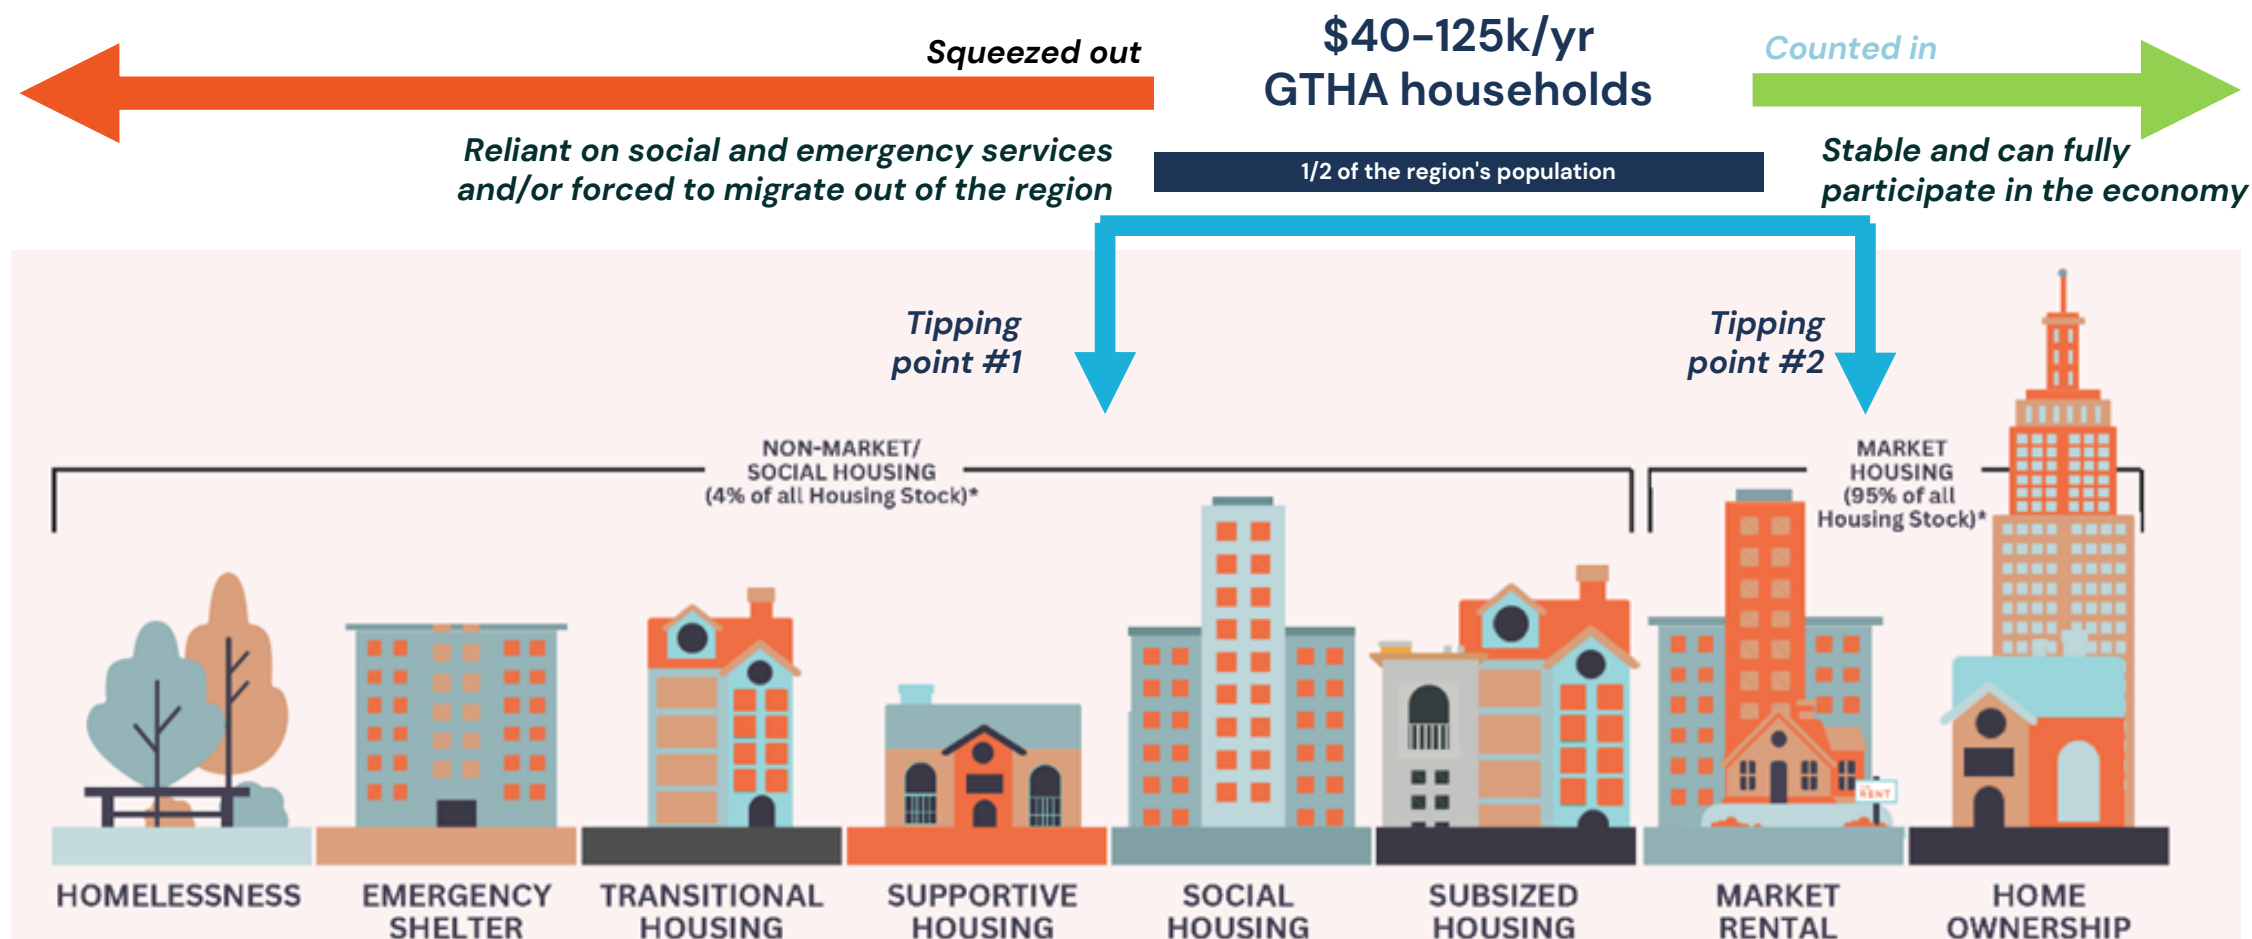 Squeezed out
$40-125k/yr
GTHA households
Counted in
Reliant on social and emergency services
and/or forced to migrate out of the region
1/2 of the region's population
Stable and can fully
participate in the economy
Tipping
point #1
Tipping
point #2
NON-MARKET/
SOCIAL HOUSING
(4% of all Housing Stock)*
MARKET
HOUSING
(95% of all
Housing Stock)*
RENT
HOMELESSNESS
EMERGENCY
SHELTER
TRANSITIONAL
HOUSING
SUPPORTIVE
HOUSING
SOCIAL
HOUSING
SUBSIZED
HOUSING
MARKET
RENTAL
HOME
OWNERSHIP